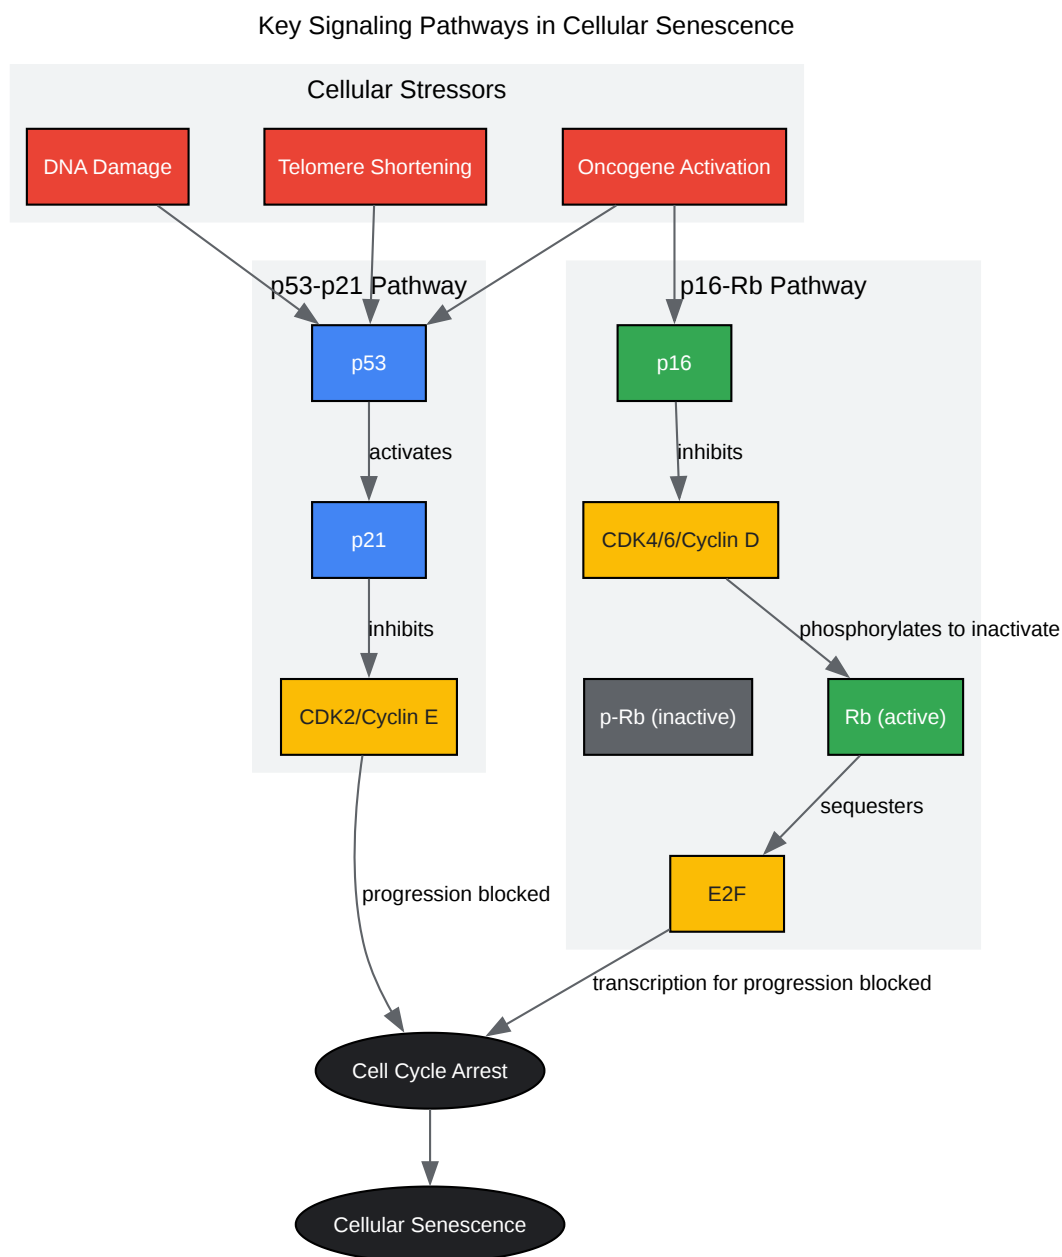 Key Signaling Pathways in Cellular Senescence
Cellular Stressors
DNA Damage
Telomere Shortening
Oncogene Activation
p53-p21 Pathway
p16-Rb Pathway
p53
p16
activates
inhibits
p21
CDK4/6/Cyclin D
inhibits
phosphorylates to inactivate
CDK2/Cyclin E
p-Rb (inactive)
Rb (active)
sequesters
E2F
progression blocked
transcription for progression blocked
Cell Cycle Arrest
Cellular Senescence